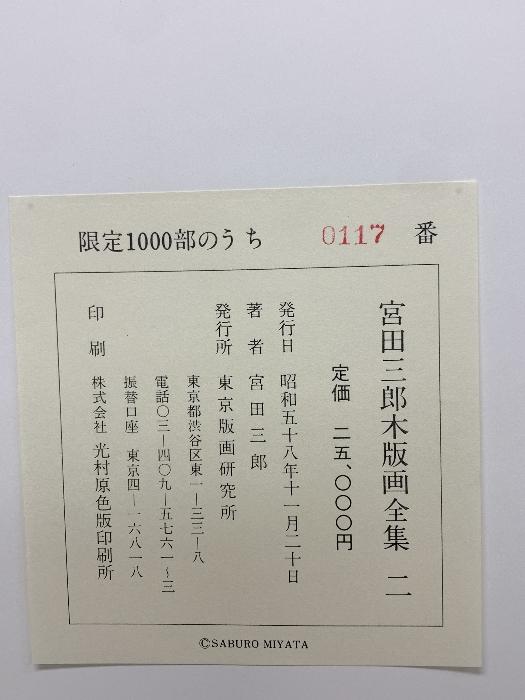 限定1000部のうち 0117 番
宮田三郎木版画全集 二
定価 二五、〇〇〇円
発行日 昭和五十八年十一月二十日
著者 宮田三郎
発行所 東京版画研究所
東京都渋谷区東一ー三三ー八
電話〇三ー四〇九ー五七六一~三
振替口座 東京四ー一六八一八
印刷 株式会社 光村原色版印刷所
©SABURO MIYATA